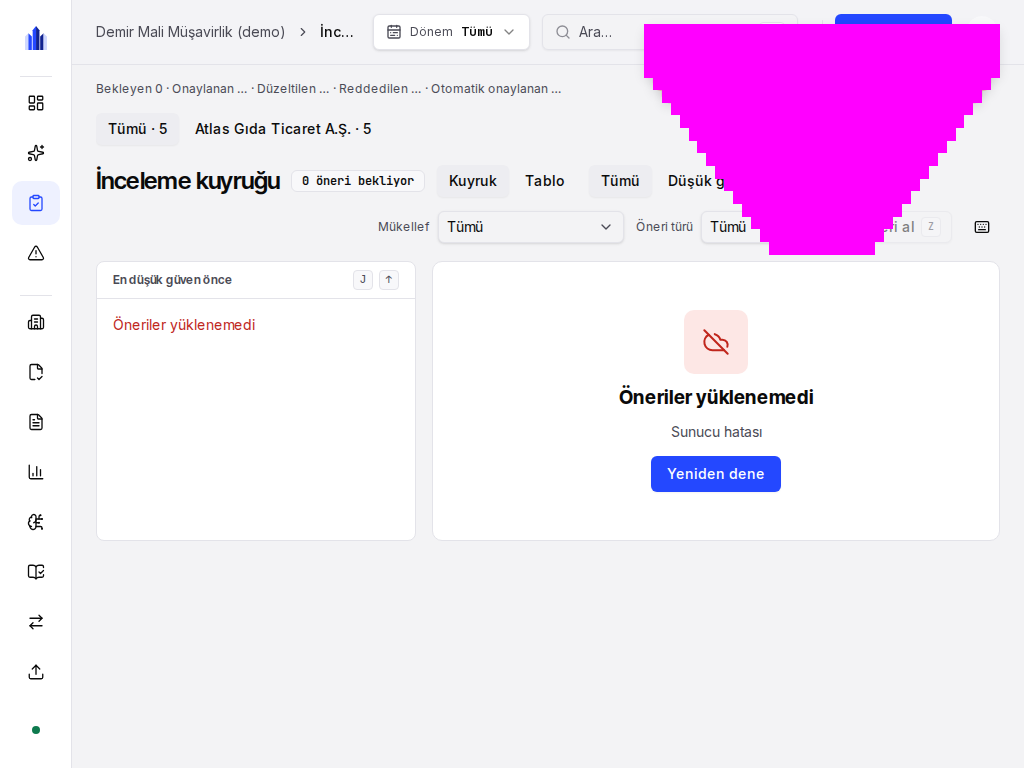 Demir Mali Müşavirlik (demo) > İnc... Dönem Tümü Ara...
Bekleyen 0 · Onaylanan ... · Düzeltilen ... · Reddedilen ... · Otomatik onaylanan ...
Tümü · 5 Atlas Gıda Ticaret A.Ş. · 5
İnceleme kuyruğu 0 öneri bekliyor Kuyruk Tablo Tümü Düşük
Mükellef Tümü Öneri türü Tümü al Z
En düşük güven önce J ↑
Öneriler yüklenemedi
Öneriler yüklenemedi
Sunucu hatası
Yeniden dene